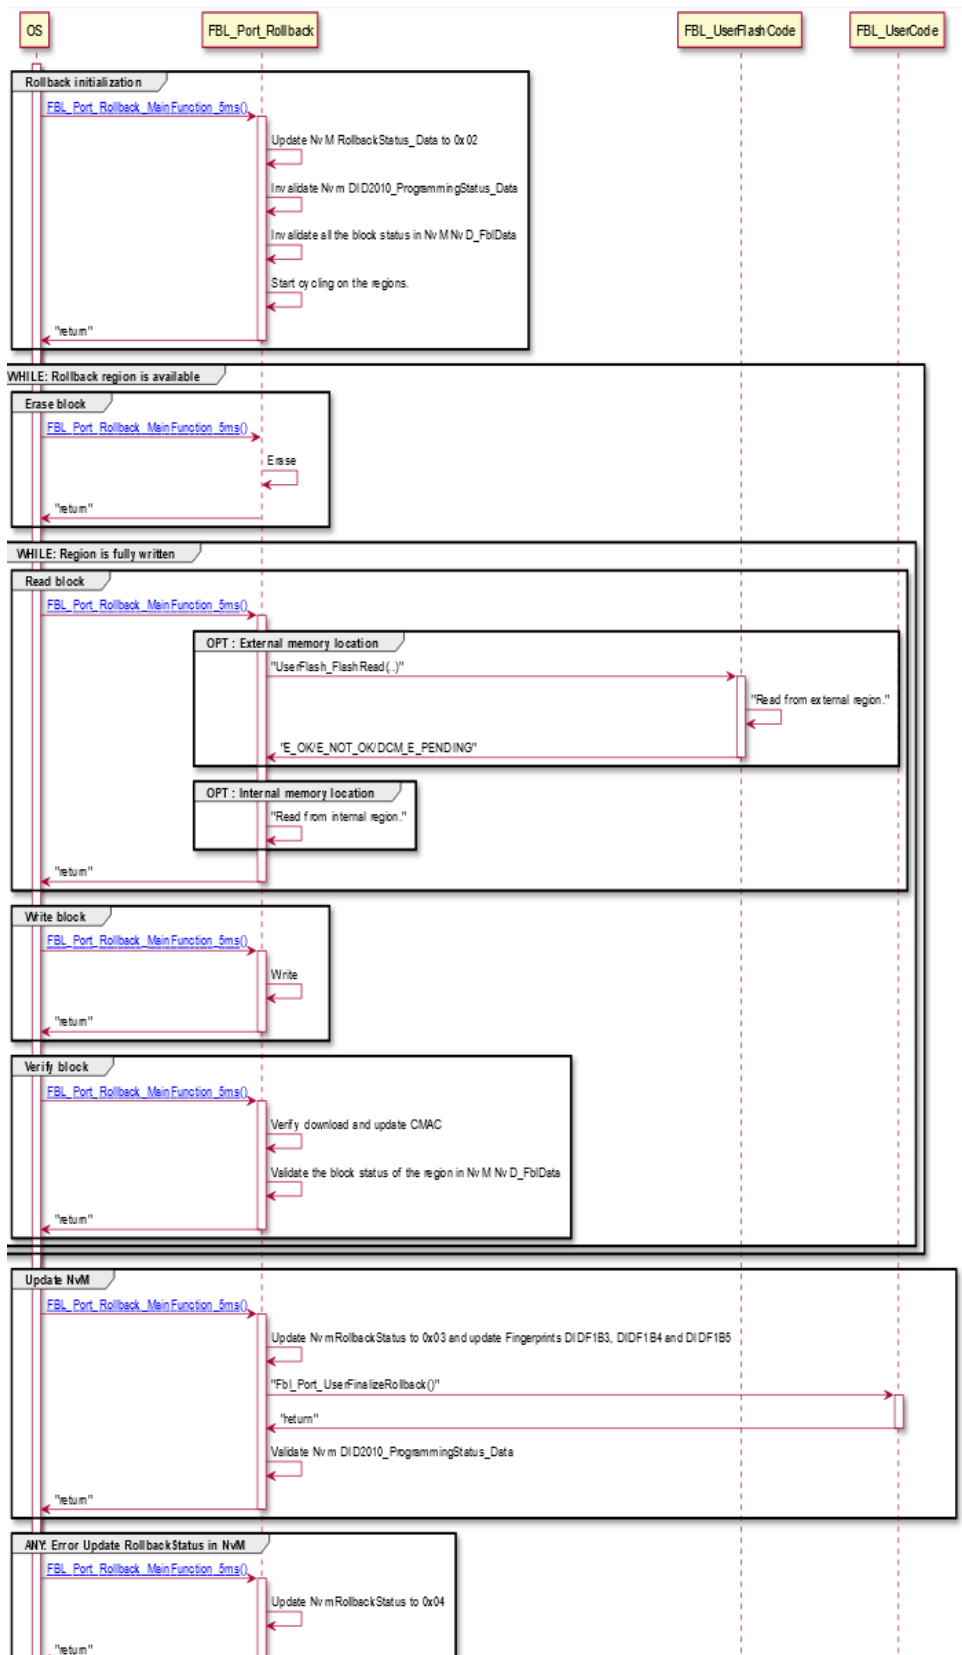 OS
FBL_Port_Rollback
FBL_UserFlashCode
FBL_UserCode
Rollback initialization
FBL_Port_Rollback_MainFunction_5ms()
Update NvM RollbackStatus_Data to 0x02
Invalidate Nvm DID2010_ProgrammingStatus_Data
Invalidate all the block status in NvM NvD_FblData
Start cycling on the regions.
"return"
WHILE: Rollback region is available
Erase block
FBL_Port_Rollback_MainFunction_5ms()
Erase
"return"
WHILE: Region is fully written
Read block
FBL_Port_Rollback_MainFunction_5ms()
OPT : External memory location
"UserFlash_FlashRead(..)"
"Read from external region."
"E_OK/E_NOT_OK/DCM_E_PENDING"
OPT : Internal memory location
"Read from internal region."
"return"
Write block
FBL_Port_Rollback_MainFunction_5ms()
Write
"return"
Verify block
FBL_Port_Rollback_MainFunction_5ms()
Verify download and update CMAC
Validate the block status of the region in NvM NvD_FblData
"return"
Update NvM
FBL_Port_Rollback_MainFunction_5ms()
Update NvmRollbackStatus to 0x03 and update Fingerprints DIDF1B3, DIDF1B4 and DIDF1B5
"Fbl_Port_UserFinalizeRollback()"
"return"
Validate Nvm DID2010_ProgrammingStatus_Data
"return"
ANY: Error Update RollbackStatus in NvM
FBL_Port_Rollback_MainFunction_5ms()
Update NvmRollbackStatus to 0x04
"return"